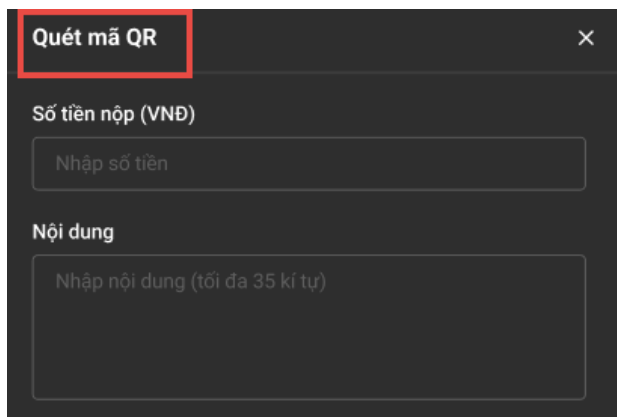 Quét mã QR
Số tiền nộp (VNĐ)
Nhập số tiền
Nội dung
Nhập nội dung (tối đa 35 kí tự)